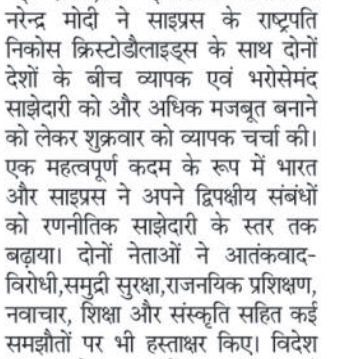 नरेन्द्र मोदी ने साइप्रस के राष्ट्रपति
निकोस क्रिस्टोडौलाइड्स के साथ दोनों
देशों के बीच व्यापक एवं भरोसेमंद
साझेदारी को और अधिक मजबूत बनाने
को लेकर शुक्रवार को व्यापक चर्चा की।
एक महत्वपूर्ण कदम के रूप में भारत
और साइप्रस ने अपने द्विपक्षीय संबंधों
को रणनीतिक साझेदारी के स्तर तक
बढ़ाया। दोनों नेताओं ने आतंकवाद-
विरोधी,समुद्री सुरक्षा,राजनयिक प्रशिक्षण,
नवाचार, शिक्षा और संस्कृति सहित कई
समझौतों पर भी हस्ताक्षर किए। विदेश